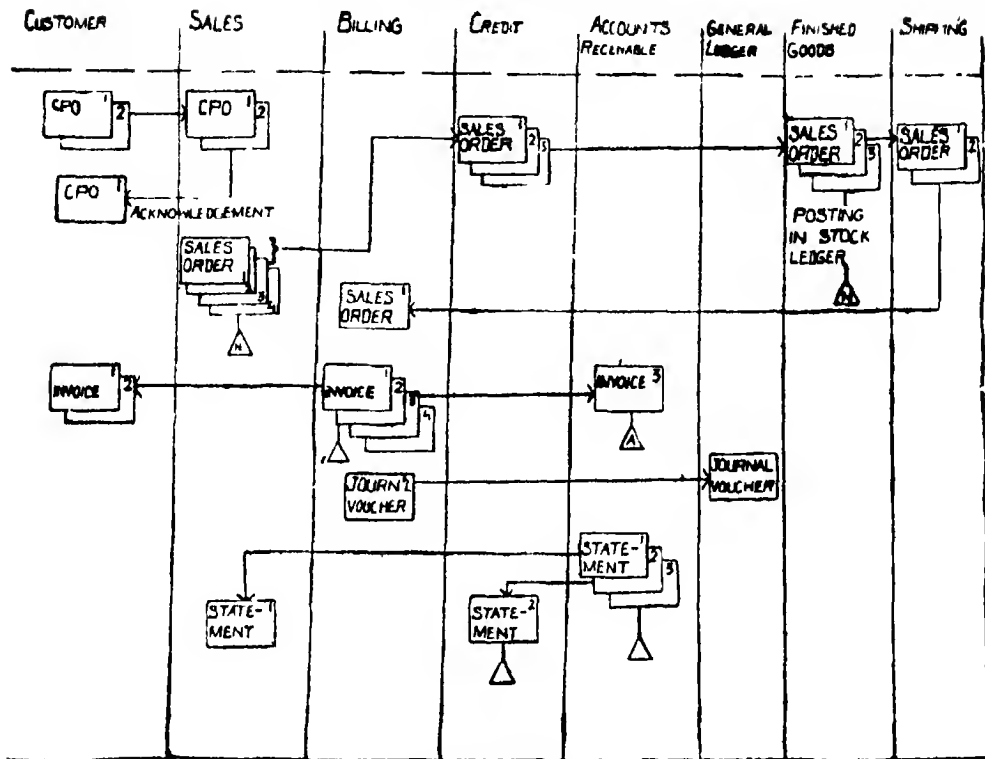 CUSTOMER
SALES
BILLING
CREDIT
ACCOUNTS
RECEIVABLE
GENERAL
LEDGER
FINISHED
GOODS
SHIPPING
CPO 1
2
CPO 1
2
SALES 1
ORDER
2
3
SALES 1
ORDER
2
3
SALES 1
ORDER
2
CPO 1
ACKNOWLEDGEMENT
SALES
ORDER
3
N
POSTING
IN STOCK
LEDGER
SALES 1
ORDER
INVOICE 1
2
INVOICE 1
2
3
4
INVOICE 3
A
JOURN
VOUCHER
JOURNAL
VOUCHER
STATE- 1
MENT
2
3
STATE- 1
MENT
STATE- 2
MENT